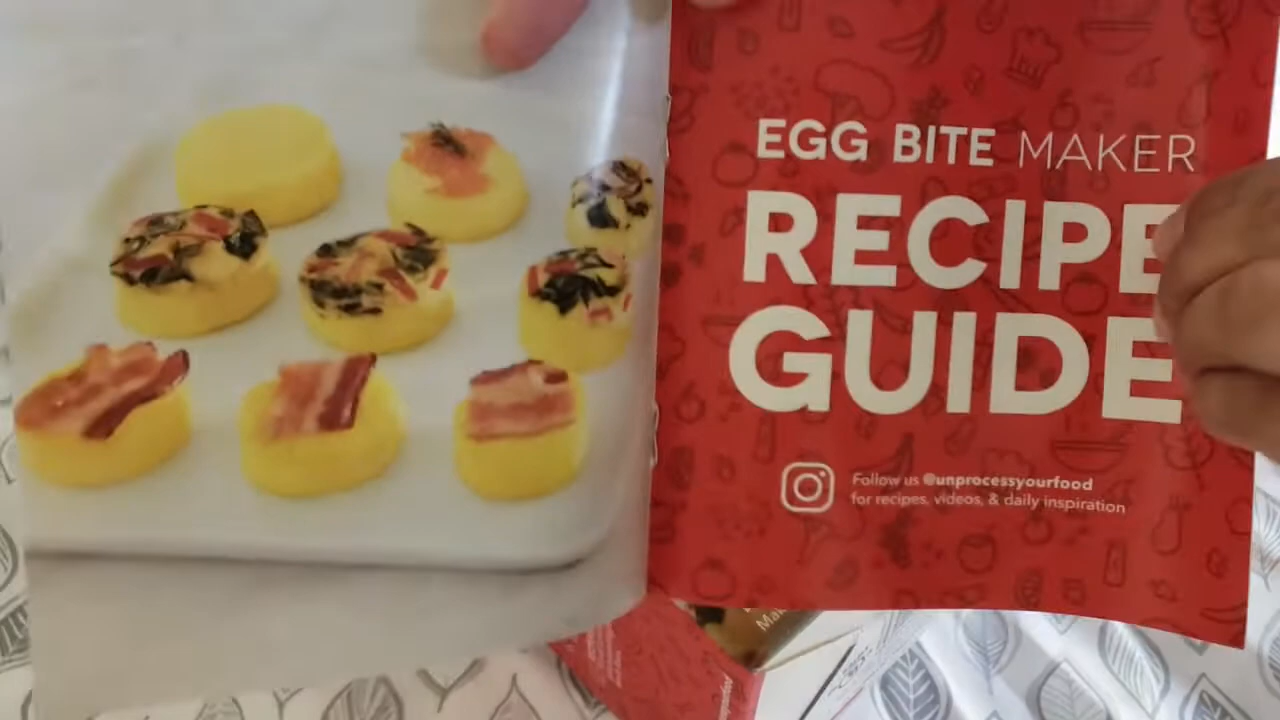 EGG BITE MAKER
RECIPE
GUIDE
Follow us @unprocessyourfood
for recipes, videos, & daily inspiration